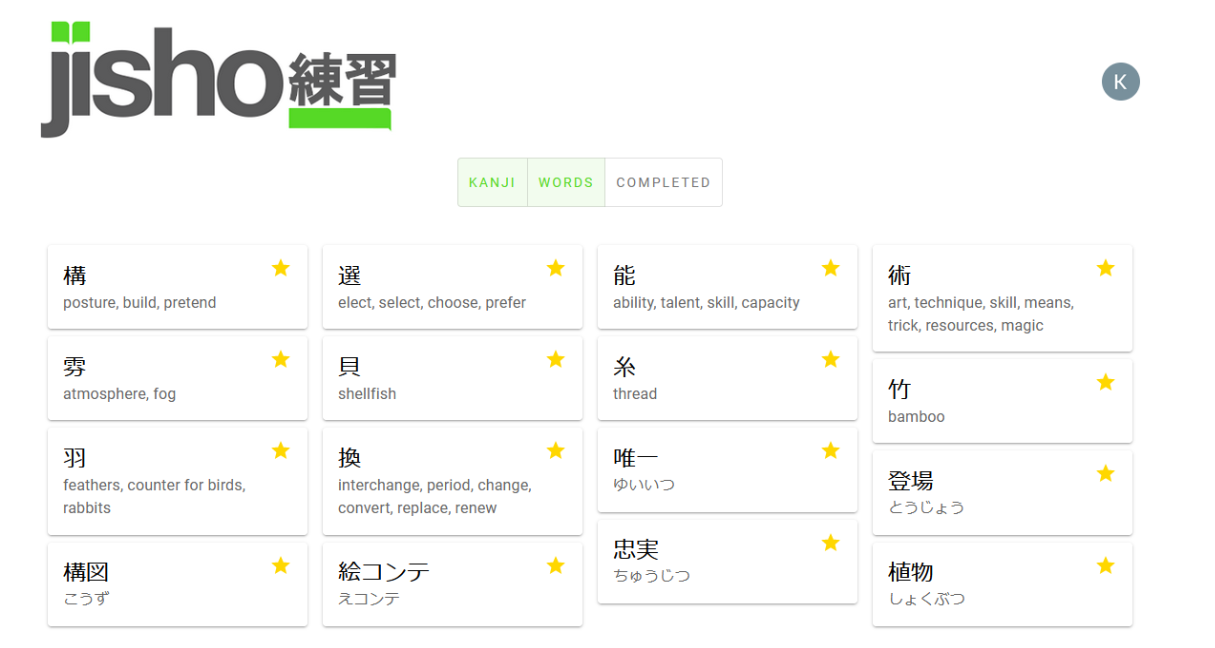 jisho練習
K
KANJI WORDS COMPLETED
構
posture, build, pretend
選
elect, select, choose, prefer
能
ability, talent, skill, capacity
術
art, technique, skill, means,
trick, resources, magic
雰
atmosphere, fog
貝
shellfish
糸
thread
竹
bamboo
羽
feathers, counter for birds,
rabbits
換
interchange, period, change,
convert, replace, renew
唯一
ゆいいつ
登場
とうじょう
構図
こうず
絵コンテ
えコンテ
忠実
ちゅうじつ
植物
しょくぶつ